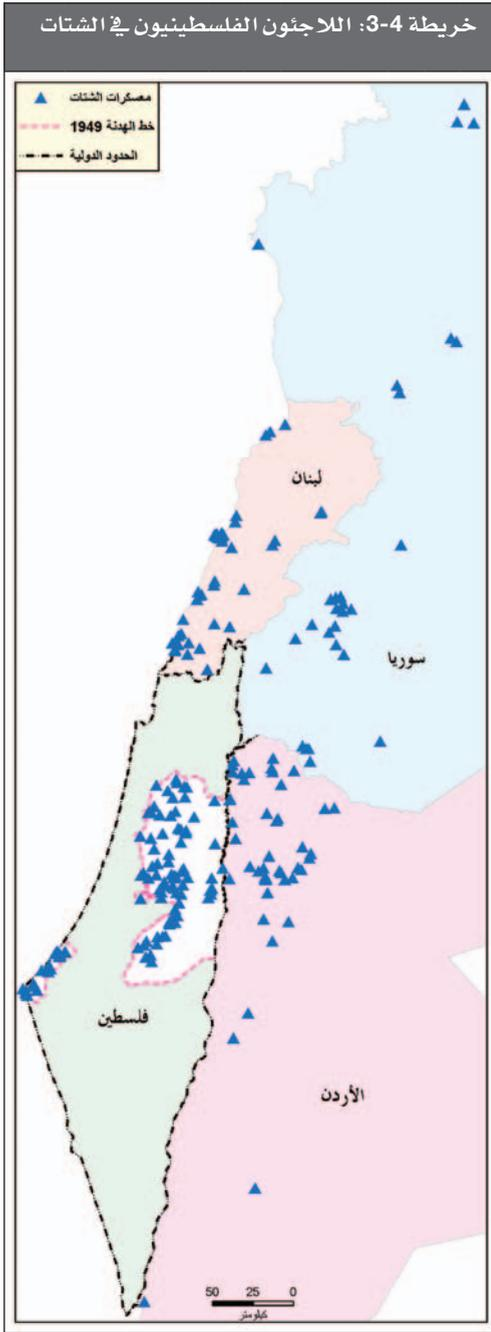 خريطة 4-3: اللاجئون الفلسطينيون في الشتات
معسكرات الشتات
خط الهدنة 1949
الحدود الدولية
لبنان
سوريا
فلسطين
الأردن
50 25 0
كيلومتر